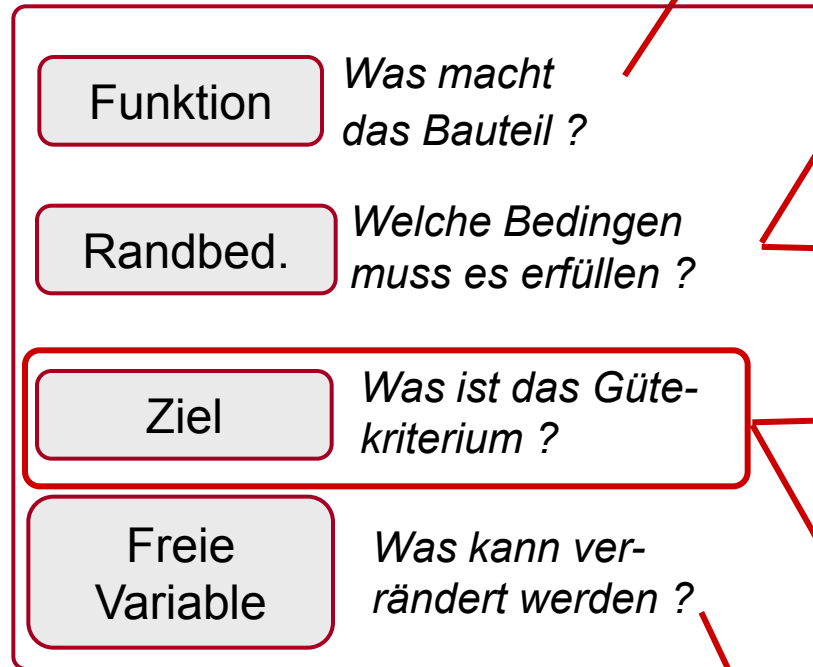 Funktion
Was macht
das Bauteil ?
Randbed.
Welche Bedingen
muss es erfüllen ?
Ziel
Was ist das Güte-
kriterium ?
Freie
Variable
Was kann ver-
rändert werden ?